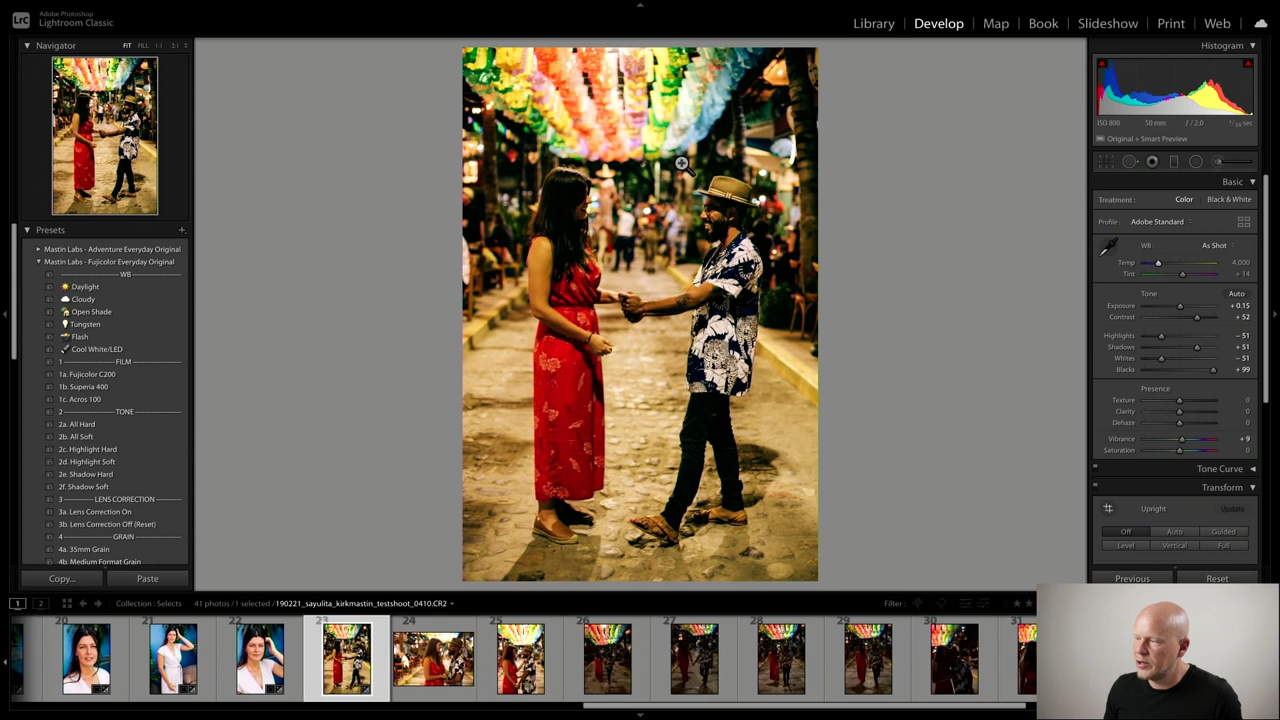 LrC
Adobe Photoshop
Lightroom Classic
Library
Develop
Map
Book
Slideshow
Print
Web
Navigator
FIT
FILL
Presets
Mastin Labs - Adventure Everyday Original
Mastin Labs - Fujicolor Everyday Original
WB
Daylight
Cloudy
Open Shade
Tungsten
Flash
Cool White/LED
1 FILM
1a. Fujicolor C200
1b. Superia 400
1c. Acros 100
2 TONE
2a. All Hard
2b. All Soft
2c. Highlight Hard
2d. Highlight Soft
2e. Shadow Hard
2f. Shadow Soft
3 LENS CORRECTION
3a. Lens Correction On
3b. Lens Correction Off (Reset)
4 GRAIN
4a. 35mm Grain
4b. Medium Format Grain
Copy...
Paste
Histogram
ISO 800
50 mm
f / 2.0
Original + Smart Preview
Basic
Treatment:
Color
Black & White
Profile:
Adobe Standard
WB:
As Shot
Temp
4,000
Tint
+ 14
Tone
Auto
Exposure
+ 0.15
Contrast
+ 52
Highlights
- 51
Shadows
+ 51
Whites
- 51
Blacks
+ 99
Presence
Texture
0
Clarity
0
Dehaze
0
Vibrance
+ 9
Saturation
0
Tone Curve
Transform
Upright
Update
Off
Auto
Guided
Level
Vertical
Full
Previous
Reset
1
2
Collection : Selects
41 photos / 1 selected / 190221_sayulita_kirkmastin_testshoot_0410.CR2
Filter :
20
21
22
23
24
25
26
27
28
29
30
31